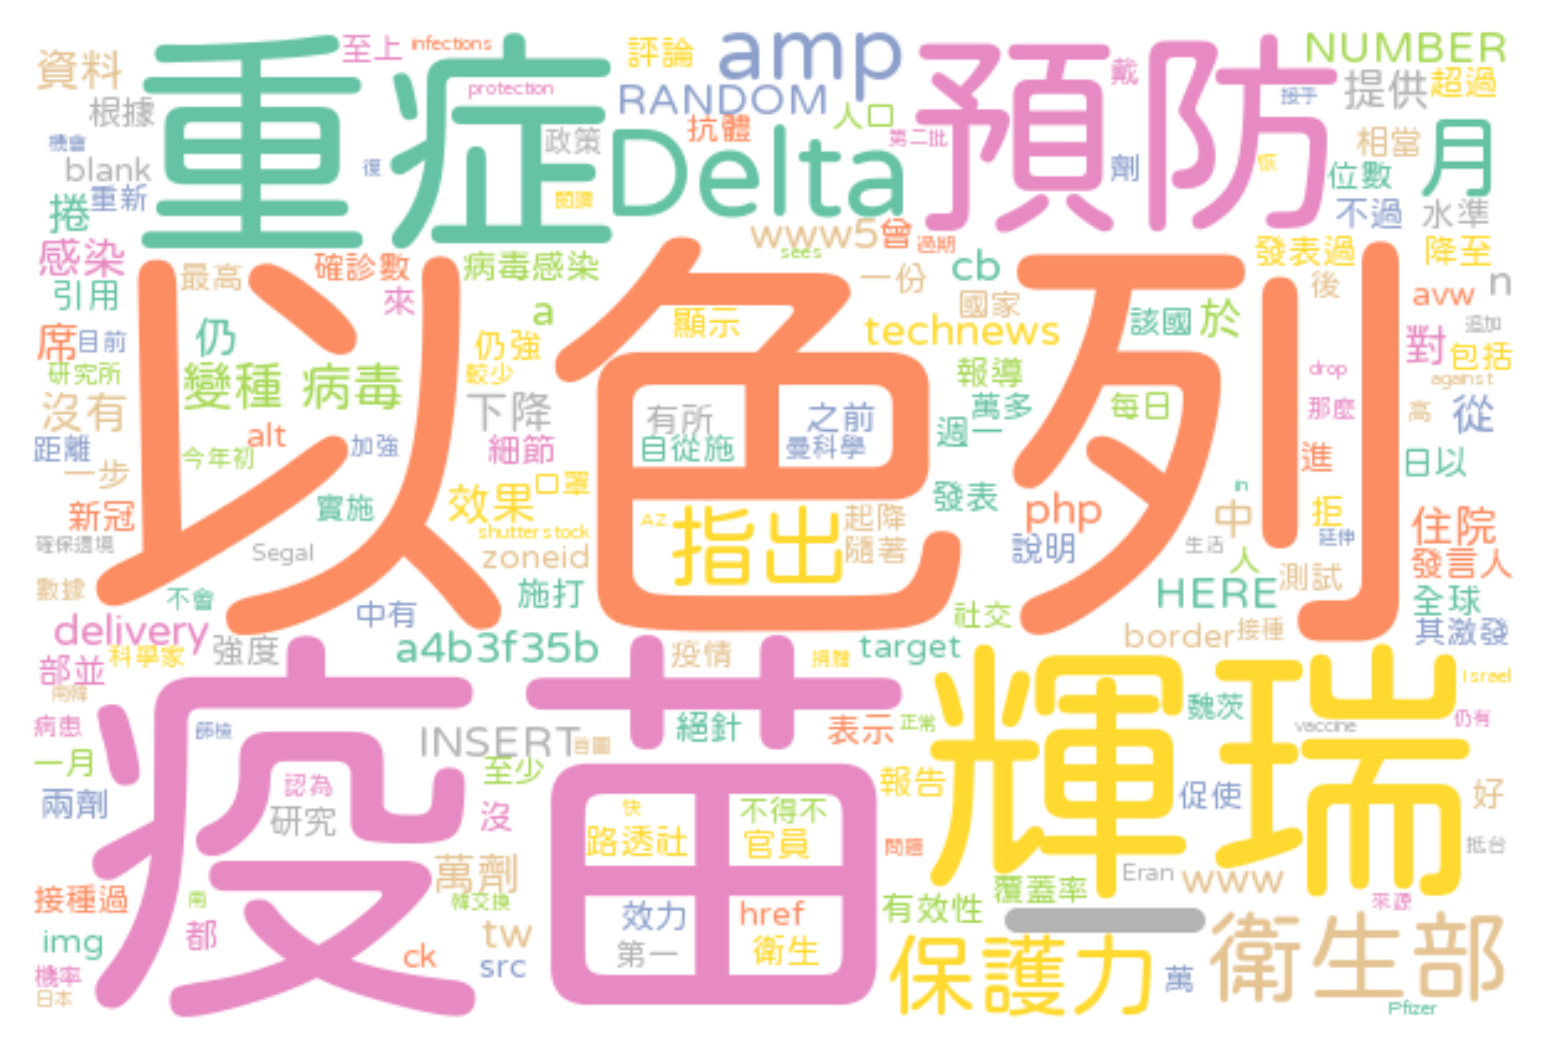 資料
至上
infections
評論
amp
NUMBER
重症
預防
戴
提供
超過
protection
RANDOM
接乎
根據
抗體
人口
第二批
相當
月
機會
政策
Delta
blank
復
劑
恢
位數
重新
閱讀
不過
水準
捲
www5
曾
過期
感染
確診數
病毒感染
sees
發表過
降至
最高
一份
cb
後
avw
n
引用
來
a
國家
以色列
仍
顯示
technews
該國
於
追加
席
目前
仍強
對
包括
研究所
較少
報導
drop
against
變種
病毒
沒有
下降
有所
之前
萬多
每日
那麼
高
從
距離
alt
加強
細節
自從施
曼科學
週一
今年初
進
日以
一步
口罩
in
新冠
實施
效果
發表
php
中
拒
住院
AZ
指出
起降
shutterstock
確保邊境
Segal
zoneid
隨著
說明
生活
延伸
人
發言人
數據
不會
施打
HERE
測試
全球
中有
社交
delivery
a4b3f35b
border
接種
其激發
科學家
強度
疫情
捐贈
target
部並
南韓
Israel
疫苗
輝瑞
魏茨
病患
篩檢
INSERT
首圖
絕針
表示
正常
vaccine
仍有
一月
至少
認為
報告
促使
好
兩劑
研究
沒
快
不得不
路透社
官員
問題
抵台
萬劑
Eran
www
覆蓋率
接種過
南
韓交換
有效性
來源
效力
href
img
都
tw
第一
衛生
保護力
衛生部
ck
src
機率
萬
日本
Pfizer